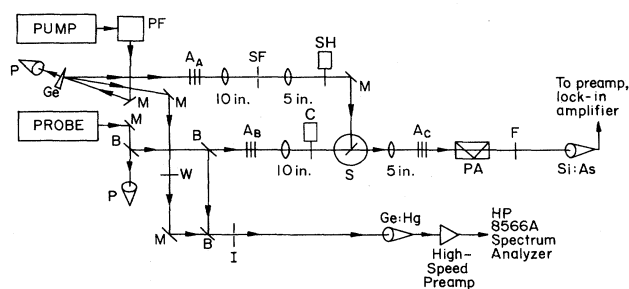 PUMP
PF
P
Ge
M
M
A_A
10 in.
SF
5 in.
SH
M
PROBE
M
B
P
W
B
A_B
10 in.
C
S
5 in.
A_C
PA
F
Si:As
To preamp,
lock-in
amplifier
M
B
I
Ge:Hg
High-
Speed
Preamp
HP
8566A
Spectrum
Analyzer